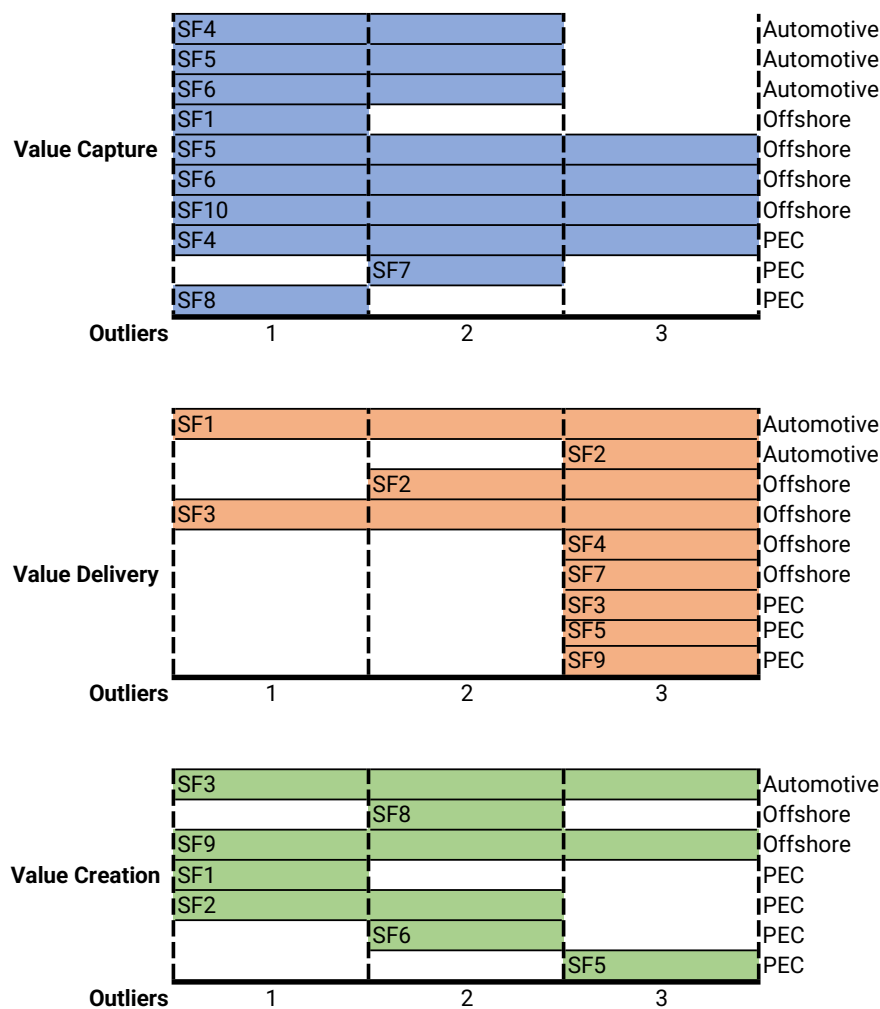 SF4 Automotive
SF5 Automotive
SF6 Automotive
SF1 Offshore
Value Capture SF5 Offshore
SF6 Offshore
SF10 Offshore
SF4 PEC
SF7 PEC
SF8 PEC
Outliers 1 2 3
SF1 Automotive
SF2 Automotive
SF2 Offshore
SF3 Offshore
SF4 Offshore
Value Delivery SF7 Offshore
SF3 PEC
SF5 PEC
SF9 PEC
Outliers 1 2 3
SF3 Automotive
SF8 Offshore
SF9 Offshore
Value Creation SF1 PEC
SF2 PEC
SF6 PEC
SF5 PEC
Outliers 1 2 3